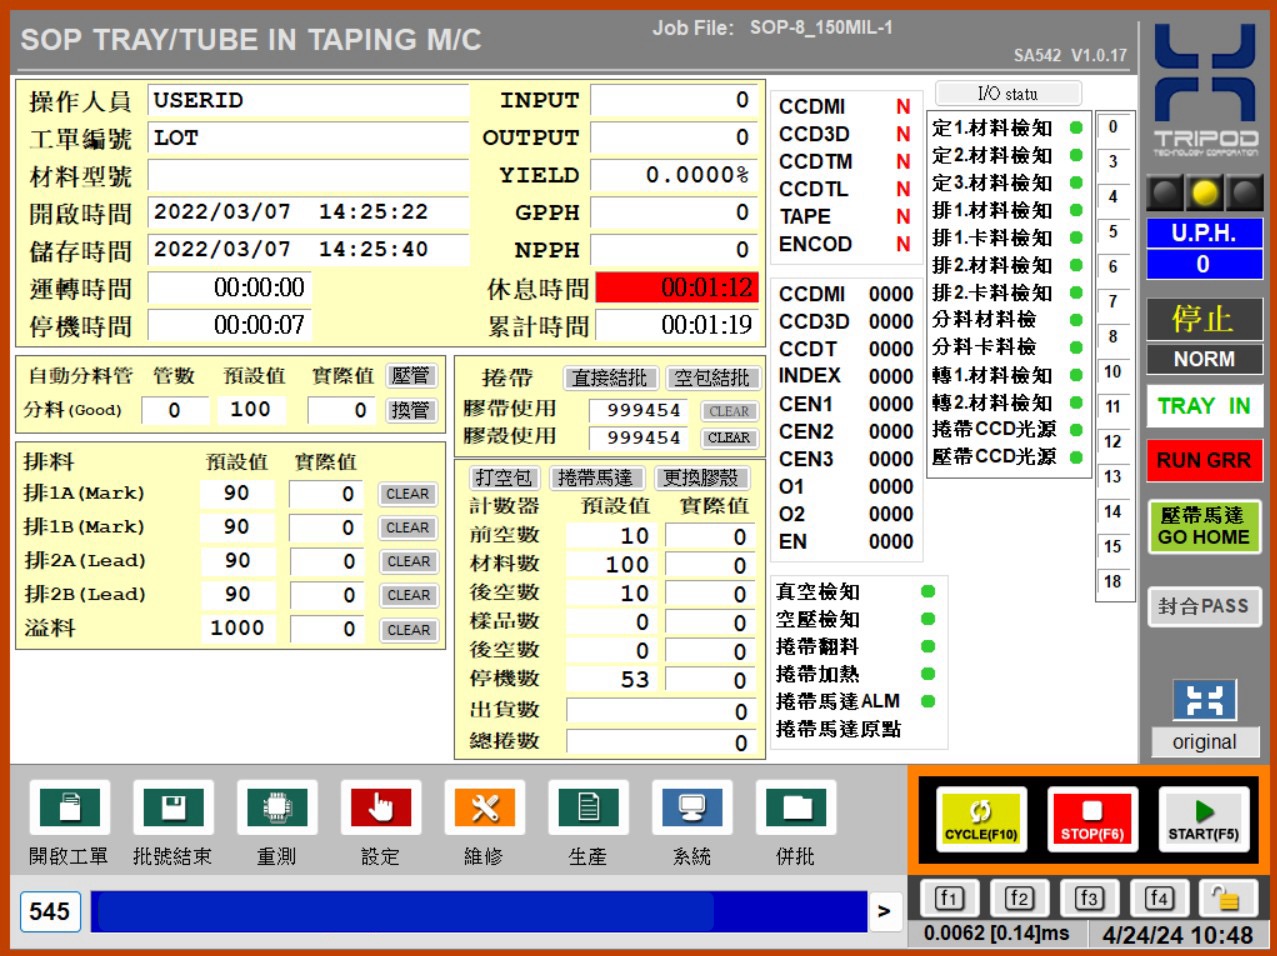 SOP TRAY/TUBE IN TAPING M/C
Job File: SOP-8_150MIL-1
SA542 V1.0.17
操作人員 USERID
工單編號 LOT
材料型號
開啟時間 2022/03/07 14:25:22
儲存時間 2022/03/07 14:25:40
運轉時間 00:00:00
停機時間 00:00:07
INPUT 0
OUTPUT 0
YIELD 0.0000%
GPPH 0
NPPH 0
休息時間 00:01:12
累計時間 00:01:19
自動分料管 管數 預設值 實際值 壓管
分料(Good) 0 100 0 換管
排料 預設值 實際值
排1A(Mark) 90 0 CLEAR
排1B(Mark) 90 0 CLEAR
排2A(Lead) 90 0 CLEAR
排2B(Lead) 90 0 CLEAR
溢料 1000 0 CLEAR
捲帶 直接結批 空包結批
膠帶使用 999454 CLEAR
膠殼使用 999454 CLEAR
打空包 捲帶馬達 更換膠殼
計數器 預設值 實際值
前空數 10 0
材料數 100 0
後空數 10 0
樣品數 0 0
後空數 0 0
停機數 53 0
出貨數 0
總捲數 0
CCDMI N
CCD3D N
CCDTM N
CCDTL N
TAPE N
ENCOD N
CCDMI 0000
CCD3D 0000
CCDT 0000
INDEX 0000
CEN1 0000
CEN2 0000
CEN3 0000
O1 0000
O2 0000
EN 0000
真空檢知
空壓檢知
捲帶翻料
捲帶加熱
捲帶馬達ALM
捲帶馬達原點
I/O statu
定1.材料檢知
定2.材料檢知
定3.材料檢知
排1.材料檢知
排1.卡料檢知
排2.材料檢知
排2.卡料檢知
分料材料檢
分料卡料檢
轉1.材料檢知
轉2.材料檢知
捲帶CCD光源
壓帶CCD光源
0
3
4
5
6
7
8
10
11
12
13
14
15
18
TRIPOD
TECHNOLOGY CORPORATION
U.P.H.
0
停止
NORM
TRAY IN
RUN GRR
壓帶馬達
GO HOME
封合PASS
original
開啟工單 批號結束 重測 設定 維修 生產 系統 併批
CYCLE(F10) STOP(F6) START(F5)
545 >
f1 f2 f3 f4
0.0062 [0.14]ms 4/24/24 10:48